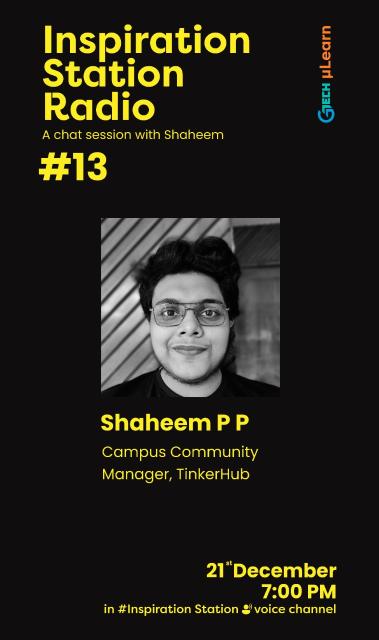 Inspiration
Station
Radio
GTECH µLearn
A chat session with Shaheem
#13
Shaheem P P
Campus Community
Manager, TinkerHub
21st December
7:00 PM
in #Inspiration Station voice channel